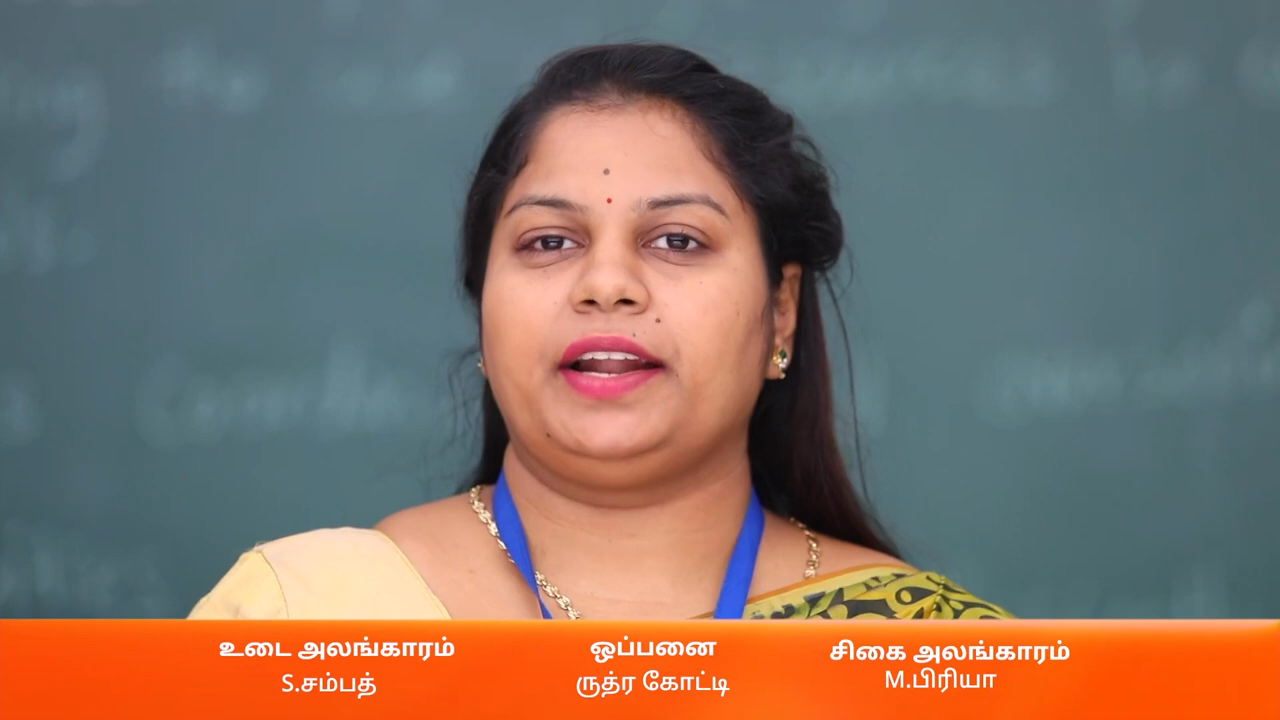 உடை அலங்காரம்
S.சம்பத்
ஒப்பனை
ருத்ர கோட்டி
சிகை அலங்காரம்
M.பிரியா